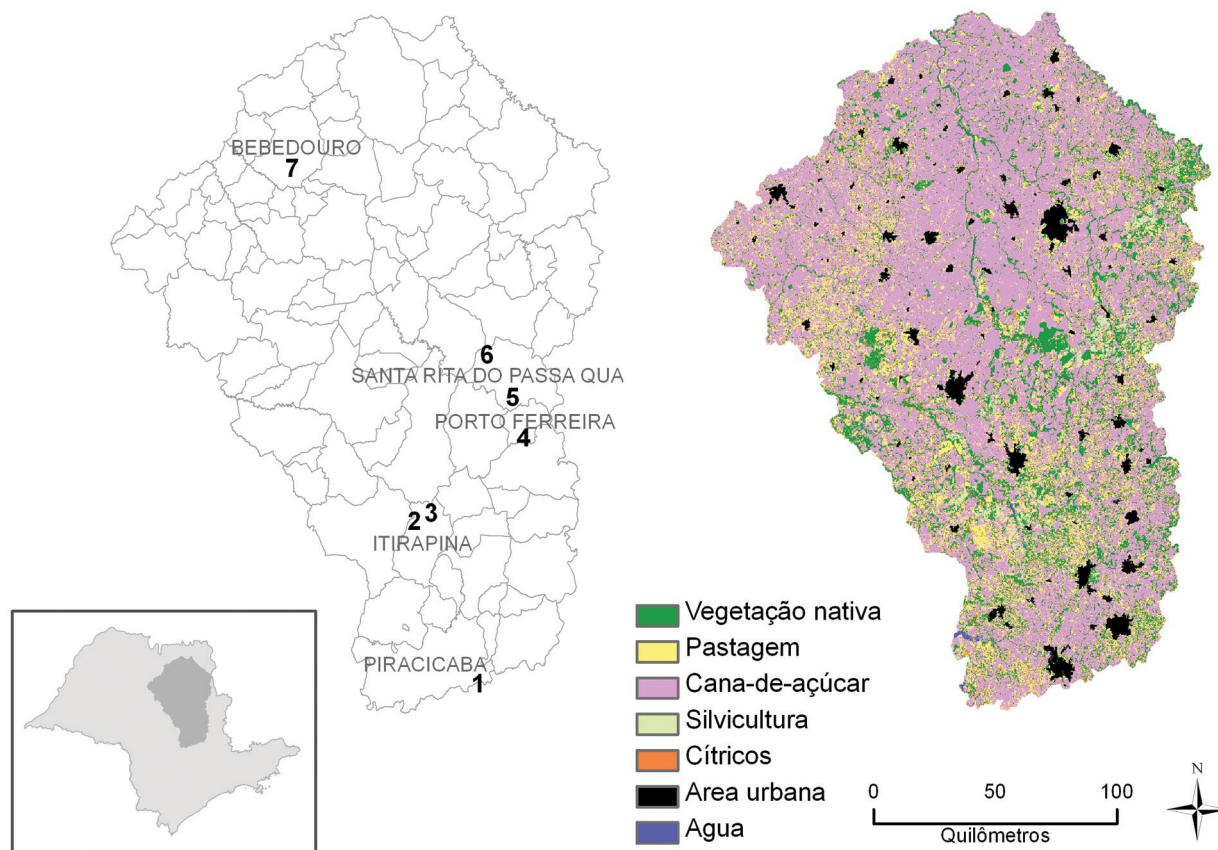 BEBEDOURO
7
6
SANTA RITA DO PASSA QUA
5
PORTO FERREIRA
4
3
2
ITIRAPINA
PIRACICABA
1
Vegetação nativa
Pastagem
Cana-de-açúcar
Silvicultura
Cítricos
Area urbana
Agua
0 50 100
Quilômetros
N